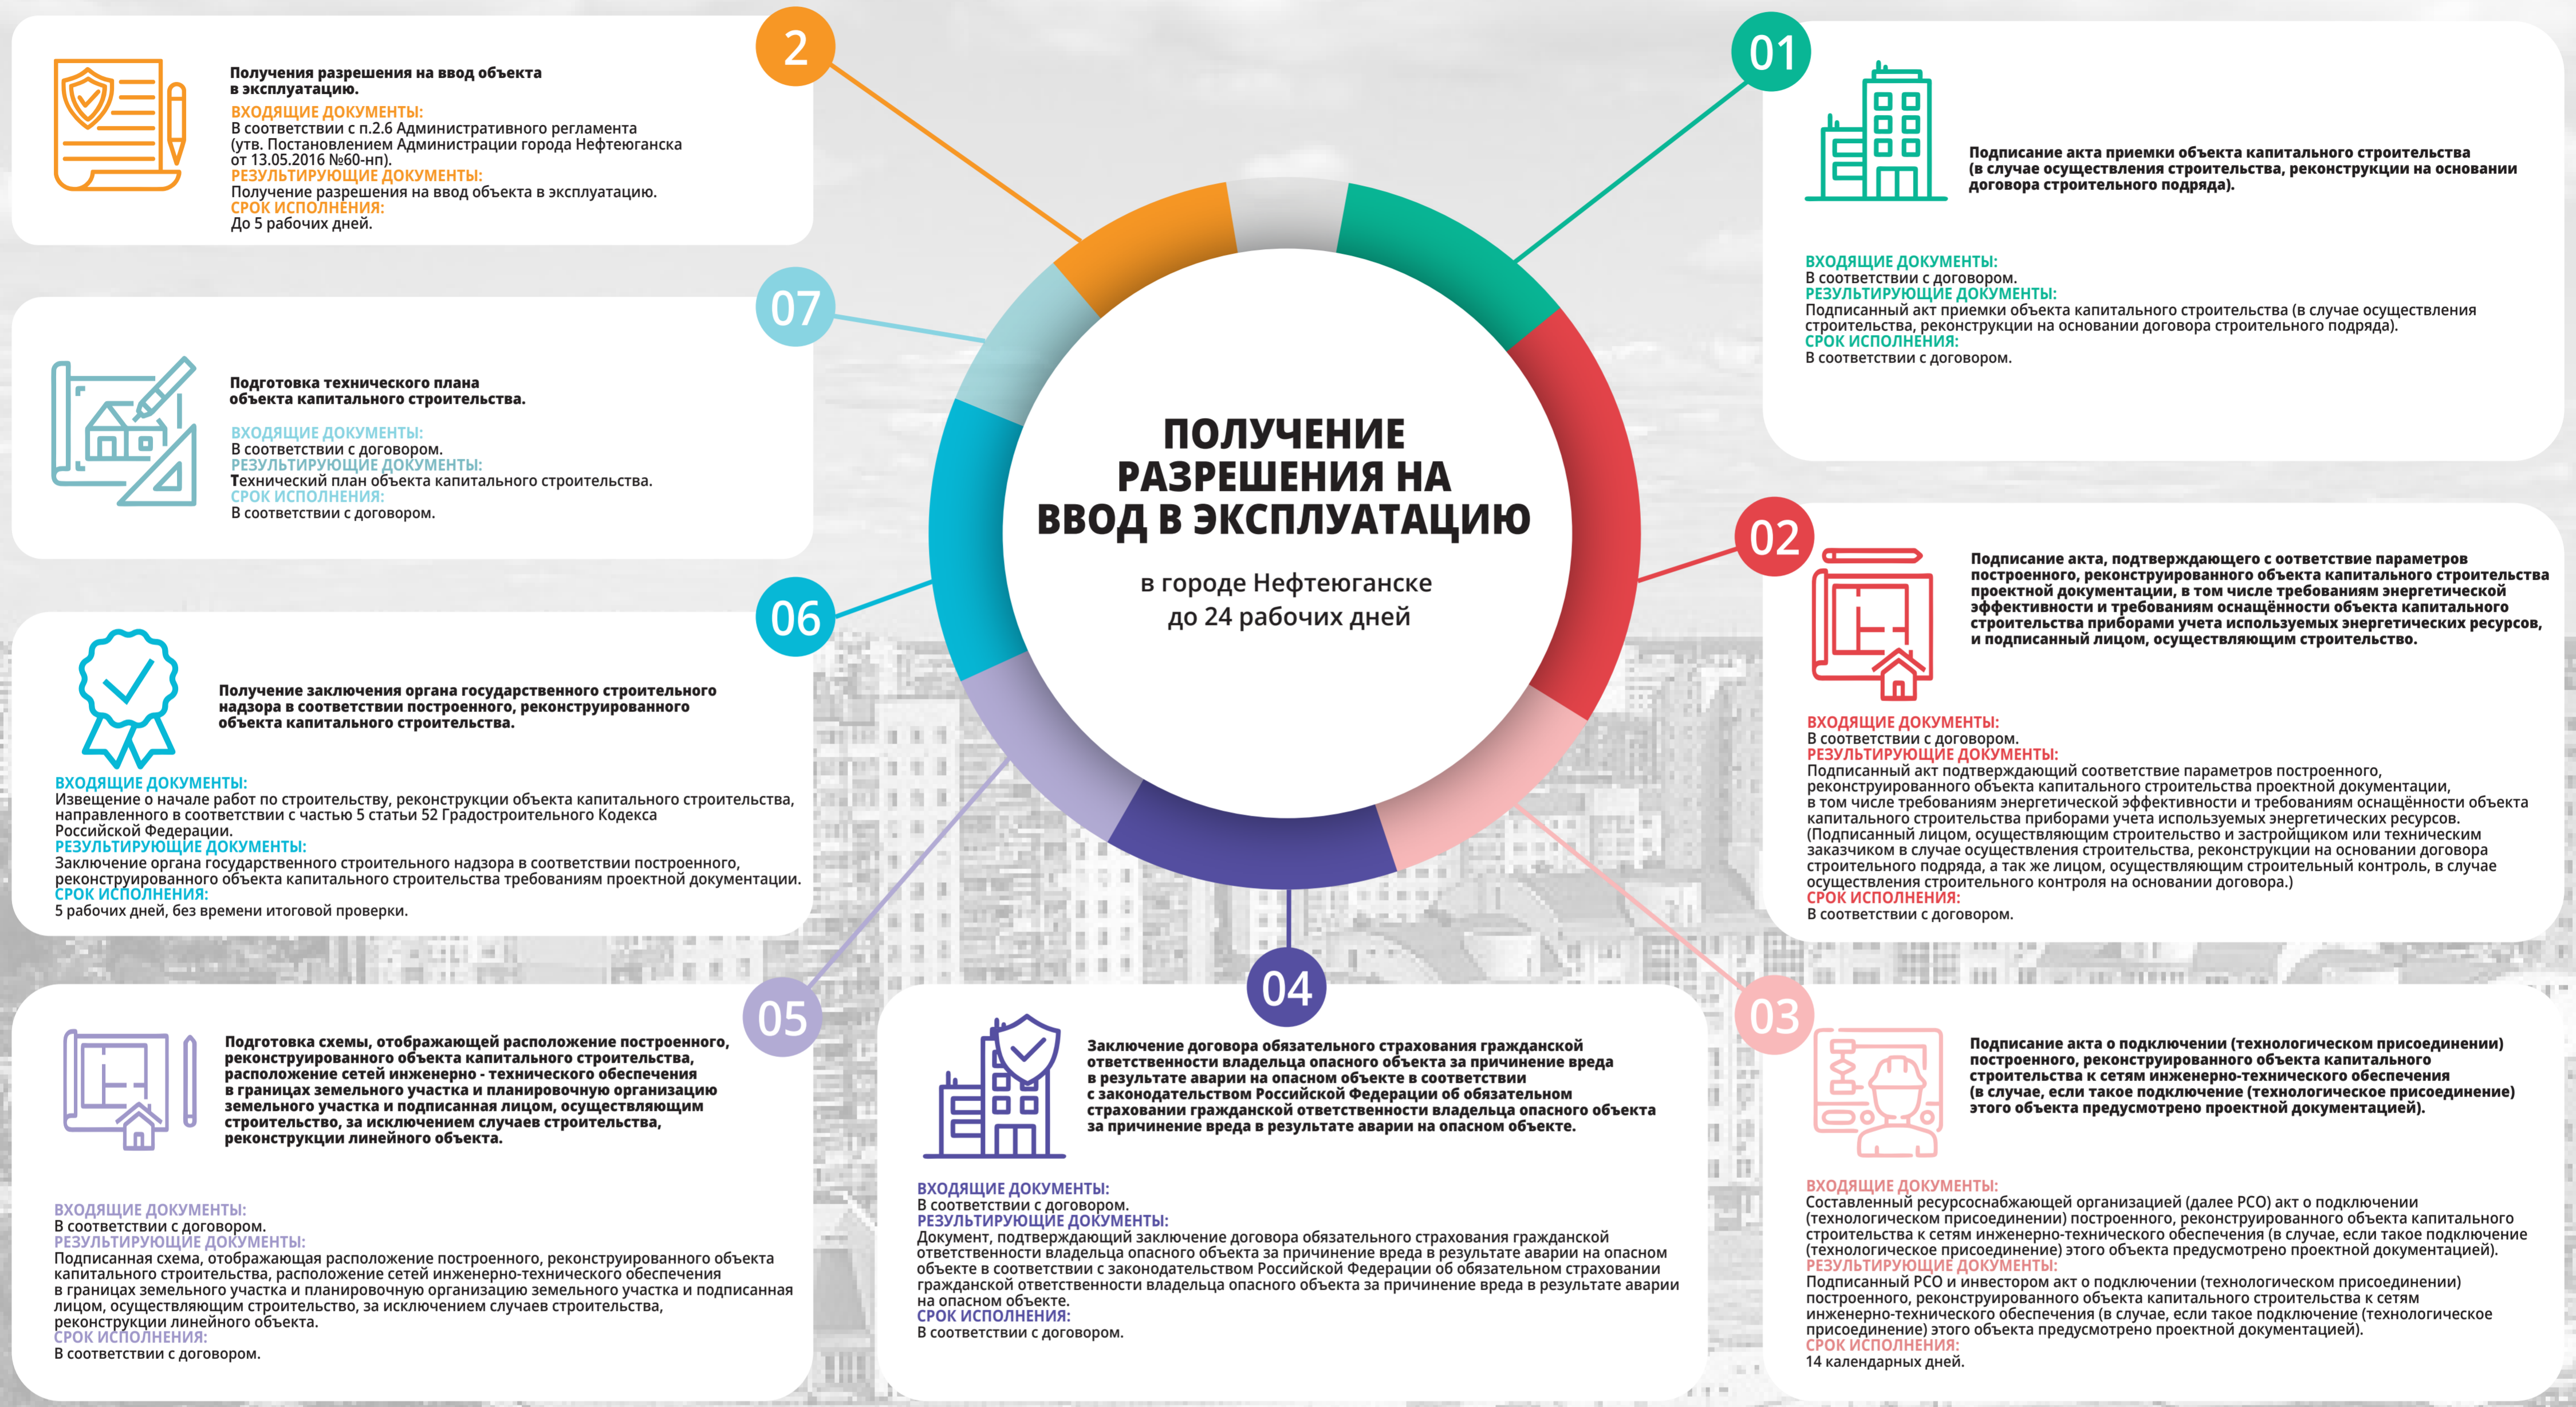 ПОЛУЧЕНИЕ
РАЗРЕШЕНИЯ НА
ВВОД В ЭКСПЛУАТАЦИЮ
в городе Нефтеюганске
до 24 рабочих дней
01
Подписание акта приемки объекта капитального строительства
(в случае осуществления строительства, реконструкции на основании
договора строительного подряда).
ВХОДЯЩИЕ ДОКУМЕНТЫ:
В соответствии с договором.
РЕЗУЛЬТИРУЮЩИЕ ДОКУМЕНТЫ:
Подписанный акт приемки объекта капитального строительства (в случае осуществления
строительства, реконструкции на основании договора строительного подряда).
СРОК ИСПОЛНЕНИЯ:
В соответствии с договором.
02
Подписание акта, подтверждающего с оответствие параметров
построенного, реконструированного объекта капитального строительства
проектной документации, в том числе требованиям энергетической
эффективности и требованиям оснащённости объекта капитального
строительства приборами учета используемых энергетических ресурсов,
и подписанный лицом, осуществляющим строительство.
ВХОДЯЩИЕ ДОКУМЕНТЫ:
В соответствии с договором.
РЕЗУЛЬТИРУЮЩИЕ ДОКУМЕНТЫ:
Подписанный акт подтверждающий соответствие параметров построенного,
реконструированного объекта капитального строительства проектной документации,
в том числе требованиям энергетической эффективности и требованиям оснащённости объекта
капитального строительства приборами учета используемых энергетических ресурсов.
(Подписанный лицом, осуществляющим строительство и застройщиком или техническим
заказчиком в случае осуществления строительства, реконструкции на основании договора
строительного подряда, а так же лицом, осуществляющим строительный контроль, в случае
осуществления строительного контроля на основании договора.)
СРОК ИСПОЛНЕНИЯ:
В соответствии с договором.
03
Подписание акта о подключении (технологическом присоединении)
построенного, реконструированного объекта капитального
строительства к сетям инженерно-технического обеспечения
(в случае, если такое подключение (технологическое присоединение)
этого объекта предусмотрено проектной документацией).
ВХОДЯЩИЕ ДОКУМЕНТЫ:
Составленный ресурсоснабжающей организацией (далее РСО) акт о подключении
(технологическом присоединении) построенного, реконструированного объекта капитального
строительства к сетям инженерно-технического обеспечения (в случае, если такое подключение
(технологическое присоединение) этого объекта предусмотрено проектной документацией).
РЕЗУЛЬТИРУЮЩИЕ ДОКУМЕНТЫ:
Подписанный РСО и инвестором акт о подключении (технологическом присоединении)
построенного, реконструированного объекта капитального строительства к сетям
инженерно-технического обеспечения (в случае, если такое подключение (технологическое
присоединение) этого объекта предусмотрено проектной документацией).
СРОК ИСПОЛНЕНИЯ:
14 календарных дней.
04
Заключение договора обязательного страхования гражданской
ответственности владельца опасного объекта за причинение вреда
в результате аварии на опасном объекте в соответствии
с законодательством Российской Федерации об обязательном
страховании гражданской ответственности владельца опасного объекта
за причинение вреда в результате аварии на опасном объекте.
ВХОДЯЩИЕ ДОКУМЕНТЫ:
В соответствии с договором.
РЕЗУЛЬТИРУЮЩИЕ ДОКУМЕНТЫ:
Документ, подтверждающий заключение договора обязательного страхования гражданской
ответственности владельца опасного объекта за причинение вреда в результате аварии на опасном
объекте в соответствии с законодательством Российской Федерации об обязательном страховании
гражданской ответственности владельца опасного объекта за причинение вреда в результате аварии
на опасном объекте.
СРОК ИСПОЛНЕНИЯ:
В соответствии с договором.
05
Подготовка схемы, отображающей расположение построенного,
реконструированного объекта капитального строительства,
расположение сетей инженерно - технического обеспечения
в границах земельного участка и планировочную организацию
земельного участка и подписанная лицом, осуществляющим
строительство, за исключением случаев строительства,
реконструкции линейного объекта.
ВХОДЯЩИЕ ДОКУМЕНТЫ:
В соответствии с договором.
РЕЗУЛЬТИРУЮЩИЕ ДОКУМЕНТЫ:
Подписанная схема, отображающая расположение построенного, реконструированного объекта
капитального строительства, расположение сетей инженерно-технического обеспечения
в границах земельного участка и планировочную организацию земельного участка и подписанная
лицом, осуществляющим строительство, за исключением случаев строительства,
реконструкции линейного объекта.
СРОК ИСПОЛНЕНИЯ:
В соответствии с договором.
06
Получение заключения органа государственного строительного
надзора в соответствии построенного, реконструированного
объекта капитального строительства.
ВХОДЯЩИЕ ДОКУМЕНТЫ:
Извещение о начале работ по строительству, реконструкции объекта капитального строительства,
направленного в соответствии с частью 5 статьи 52 Градостроительного Кодекса
Российской Федерации.
РЕЗУЛЬТИРУЮЩИЕ ДОКУМЕНТЫ:
Заключение органа государственного строительного надзора в соответствии построенного,
реконструированного объекта капитального строительства требованиям проектной документации.
СРОК ИСПОЛНЕНИЯ:
5 рабочих дней, без времени итоговой проверки.
07
Подготовка технического плана
объекта капитального строительства.
ВХОДЯЩИЕ ДОКУМЕНТЫ:
В соответствии с договором.
РЕЗУЛЬТИРУЮЩИЕ ДОКУМЕНТЫ:
Технический план объекта капитального строительства.
СРОК ИСПОЛНЕНИЯ:
В соответствии с договором.
2
Получения разрешения на ввод объекта
в эксплуатацию.
ВХОДЯЩИЕ ДОКУМЕНТЫ:
В соответствии с п.2.6 Административного регламента
(утв. Постановлением Администрации города Нефтеюганска
от 13.05.2016 №60-нп).
РЕЗУЛЬТИРУЮЩИЕ ДОКУМЕНТЫ:
Получение разрешения на ввод объекта в эксплуатацию.
СРОК ИСПОЛНЕНИЯ:
До 5 рабочих дней.